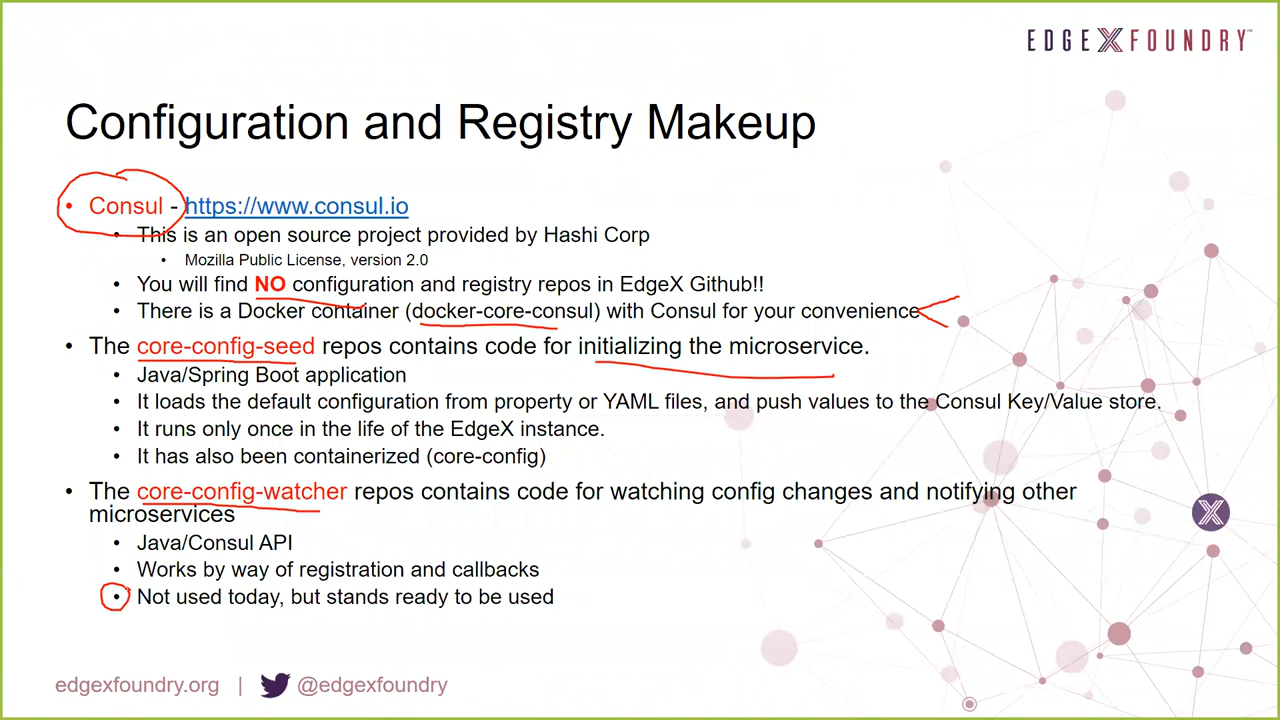 EDGE X FOUNDRY™
Configuration and Registry Makeup
• Consul - https://www.consul.io
• This is an open source project provided by Hashi Corp
• Mozilla Public License, version 2.0
• You will find NO configuration and registry repos in EdgeX Github!!
• There is a Docker container (docker-core-consul) with Consul for your convenience
• The core-config-seed repos contains code for initializing the microservice.
• Java/Spring Boot application
• It loads the default configuration from property or YAML files, and push values to the Consul Key/Value store.
• It runs only once in the life of the EdgeX instance.
• It has also been containerized (core-config)
• The core-config-watcher repos contains code for watching config changes and notifying other
microservices
• Java/Consul API
• Works by way of registration and callbacks
• Not used today, but stands ready to be used
edgexfoundry.org | @edgexfoundry